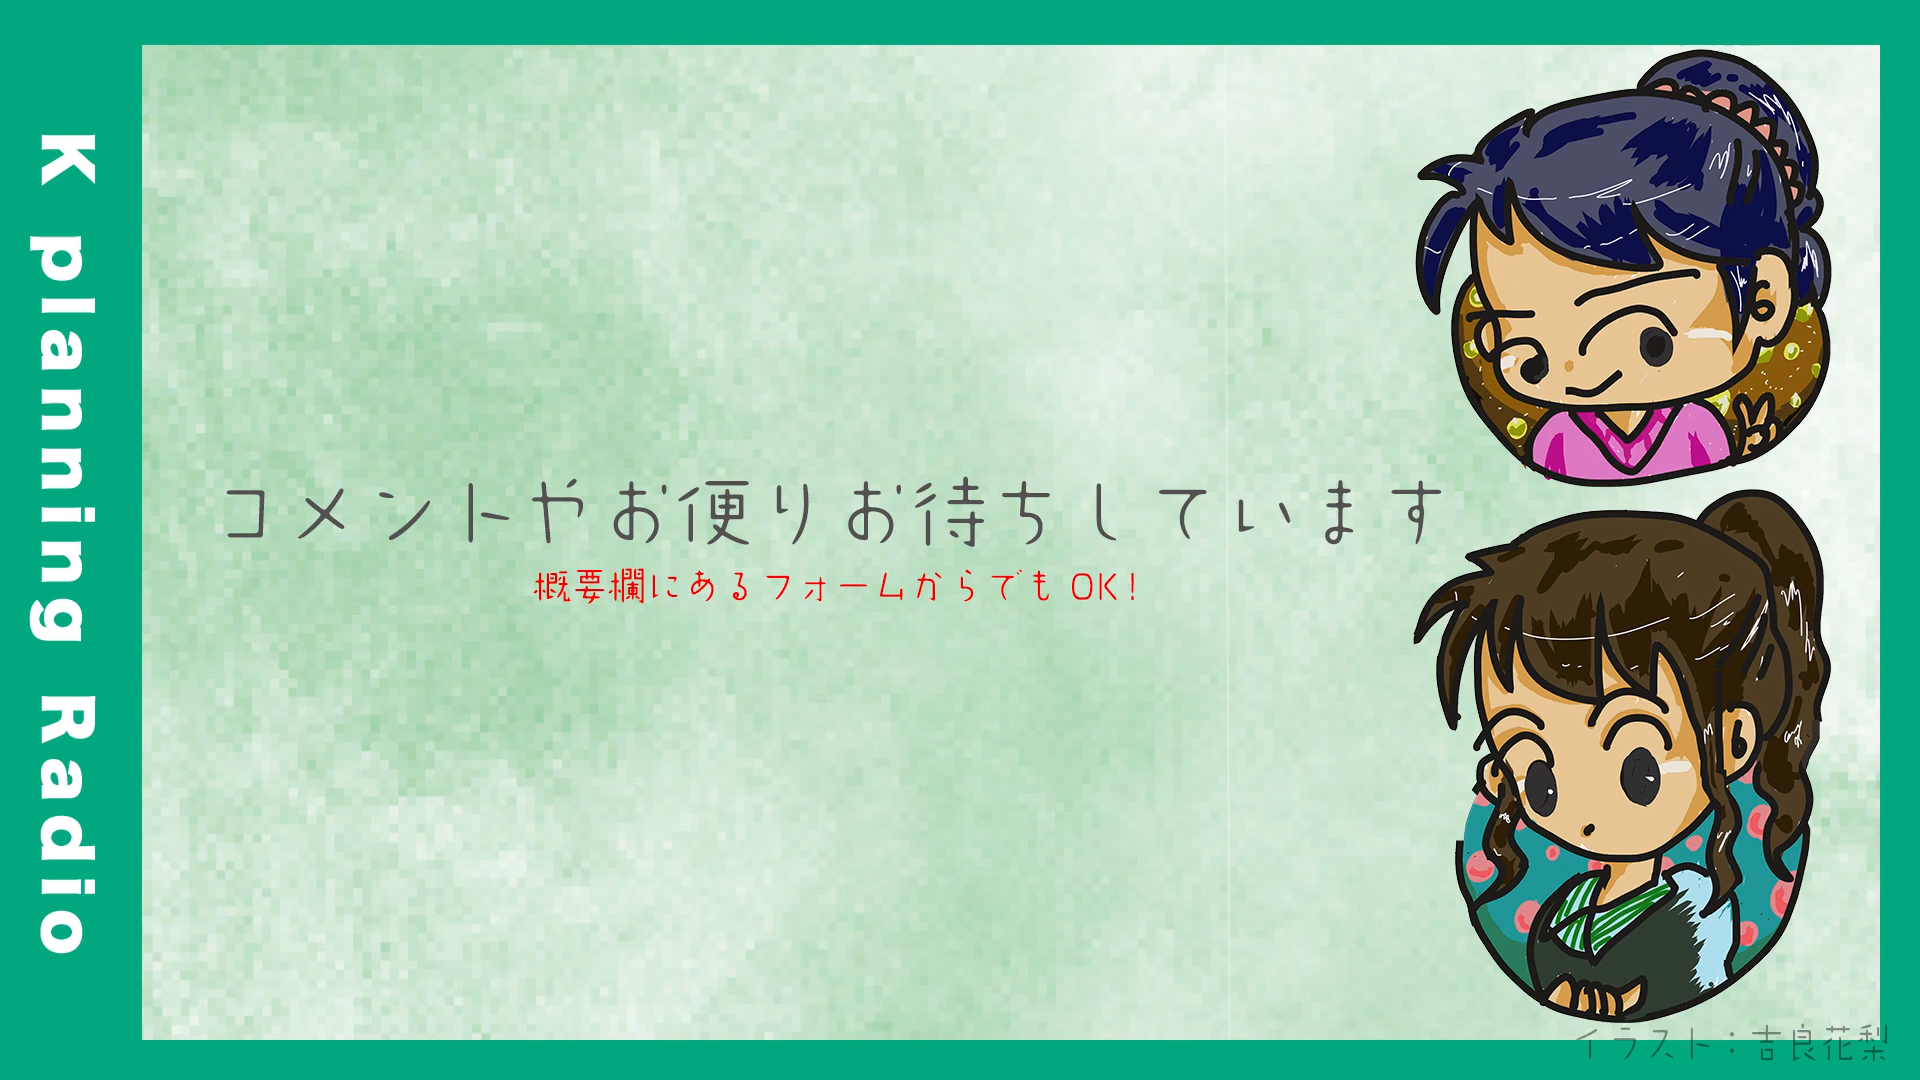 K planning Radio
コメントやお便りお待ちしています
概要欄にあるフォームからでもOK!
イラスト：吉良花梨